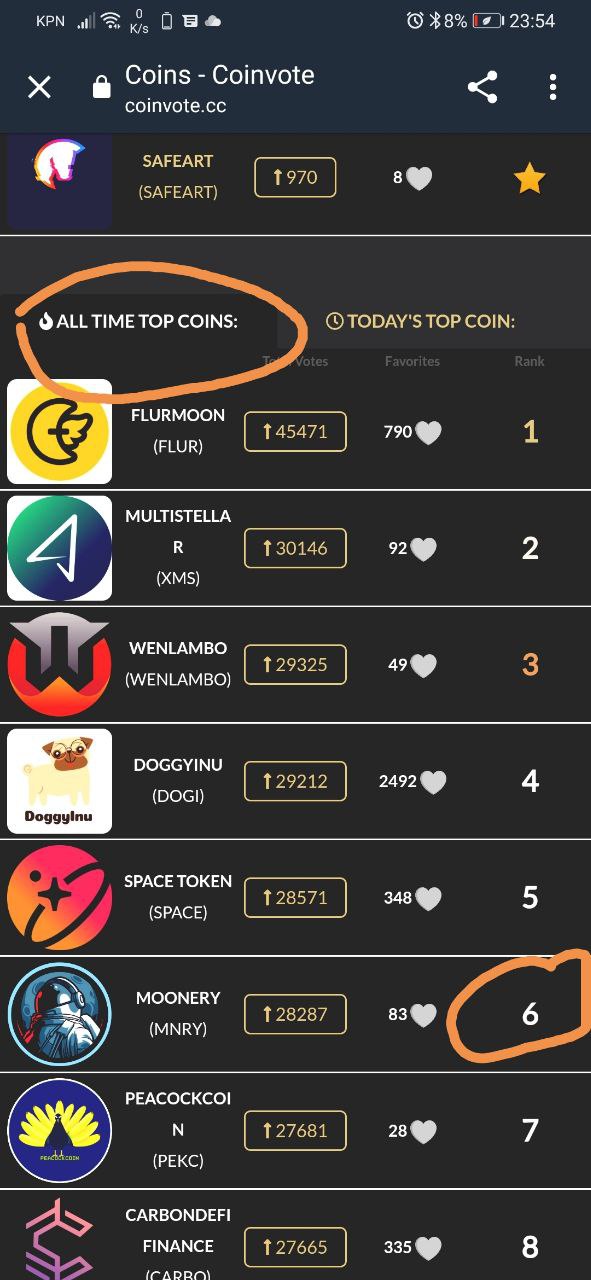 KPN 0 K/s 8% 23:54
Coins - Coinvote
coinvote.cc
SAFEART
(SAFEART)
970
8
ALL TIME TOP COINS:
TODAY'S TOP COIN:
Total Votes Favorites Rank
FLURMOON
(FLUR)
45471
790
1
MULTISTELLA
R
(XMS)
30146
92
2
WENLAMBO
(WENLAMBO)
29325
49
3
DoggyInu
DOGGYINU
(DOGI)
29212
2492
4
SPACE TOKEN
(SPACE)
28571
348
5
MOONERY
(MNRY)
28287
83
6
PEACOCKCOIN
PEACOCKCOI
N
(PEKC)
27681
28
7
CARBONDEFI
FINANCE
(CARBO)
27665
335
8